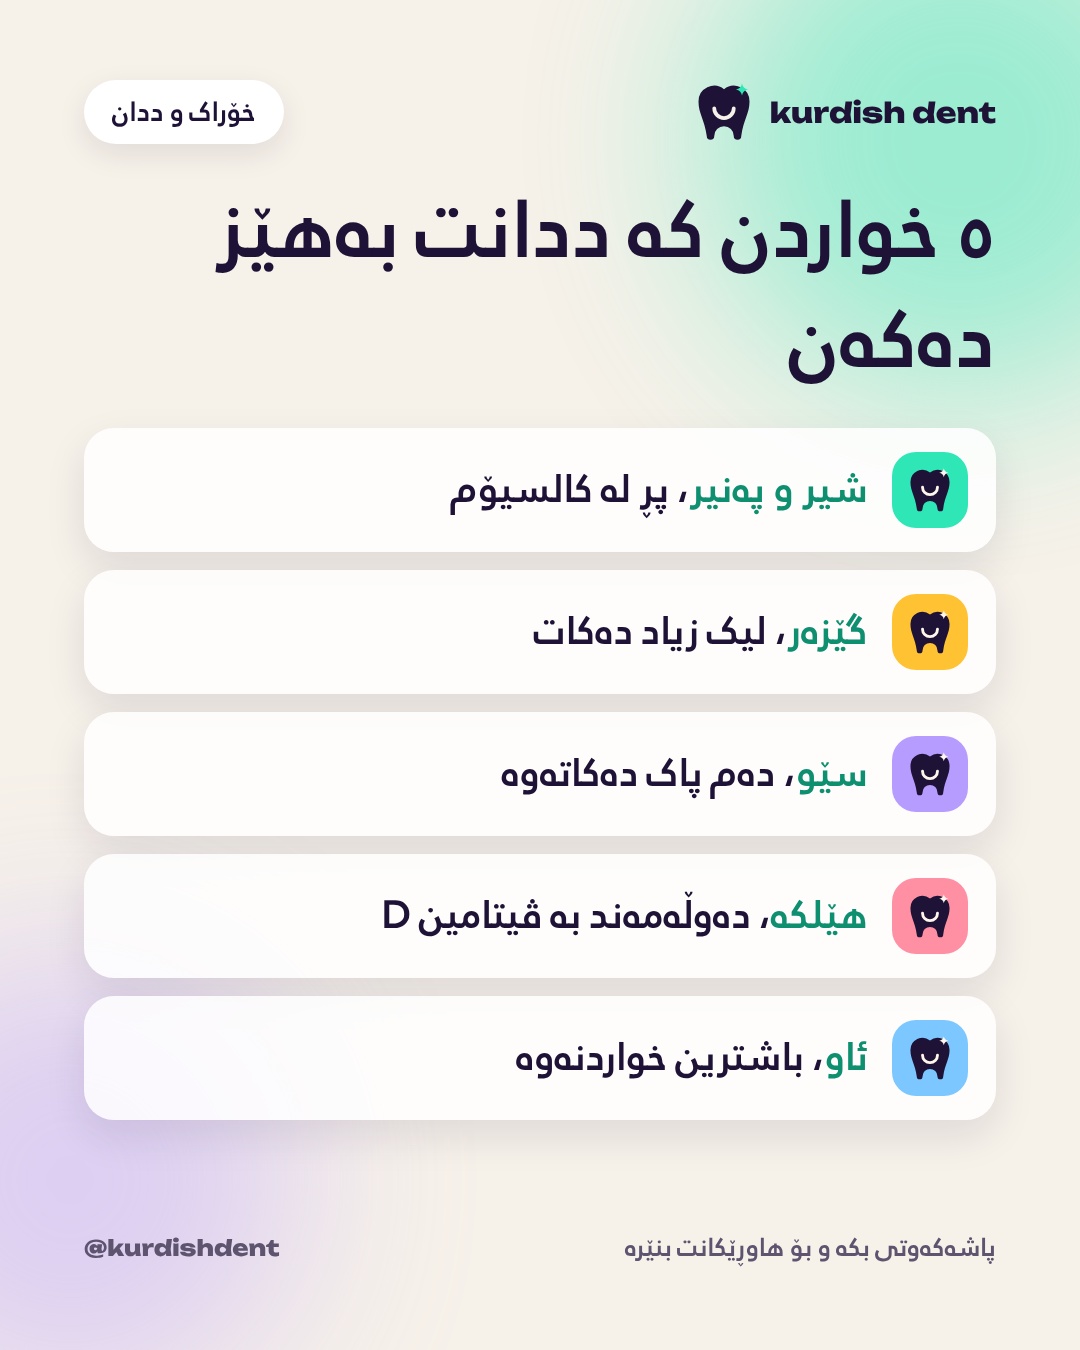 kurdish dent
خۆراک و ددان
٥ خواردن کە ددانت بەهێز
دەکەن
شیر و پەنیر، پڕ لە کالسیۆم
گێزەر، لیک زیاد دەکات
سێو، دەم پاک دەکاتەوە
هێلکە، دەوڵەمەند بە ڤیتامین D
ئاو، باشترین خواردنەوە
پاشەکەوتی بکە و بۆ هاوڕێکانت بنێرە
@kurdishdent